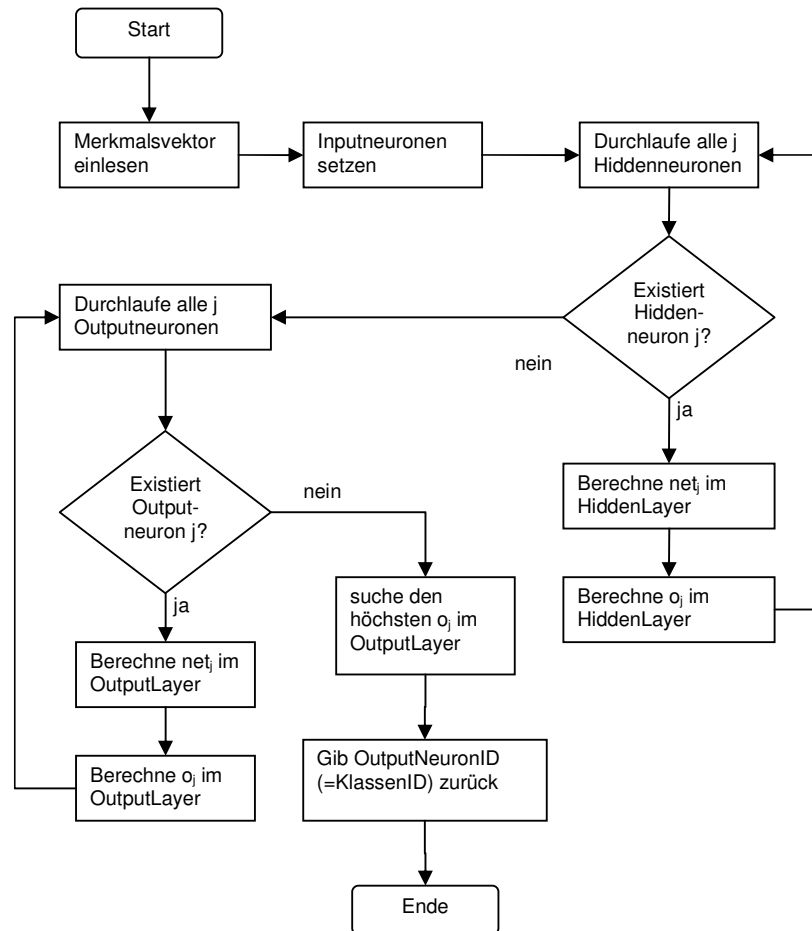 Start
Merkmalsvektor
einlesen
Inputneuronen
setzen
Durchlaufe alle j
Hiddenneuronen
Existiert
Hidden-
neuron j?
nein
ja
Berechne netj im
HiddenLayer
Berechne oj im
HiddenLayer
Durchlaufe alle j
Outputneuronen
Existiert
Output-
neuron j?
nein
ja
Berechne netj im
OutputLayer
Berechne oj im
OutputLayer
suche den
höchsten oj im
OutputLayer
Gib OutputNeuronID
(=KlassenID) zurück
Ende